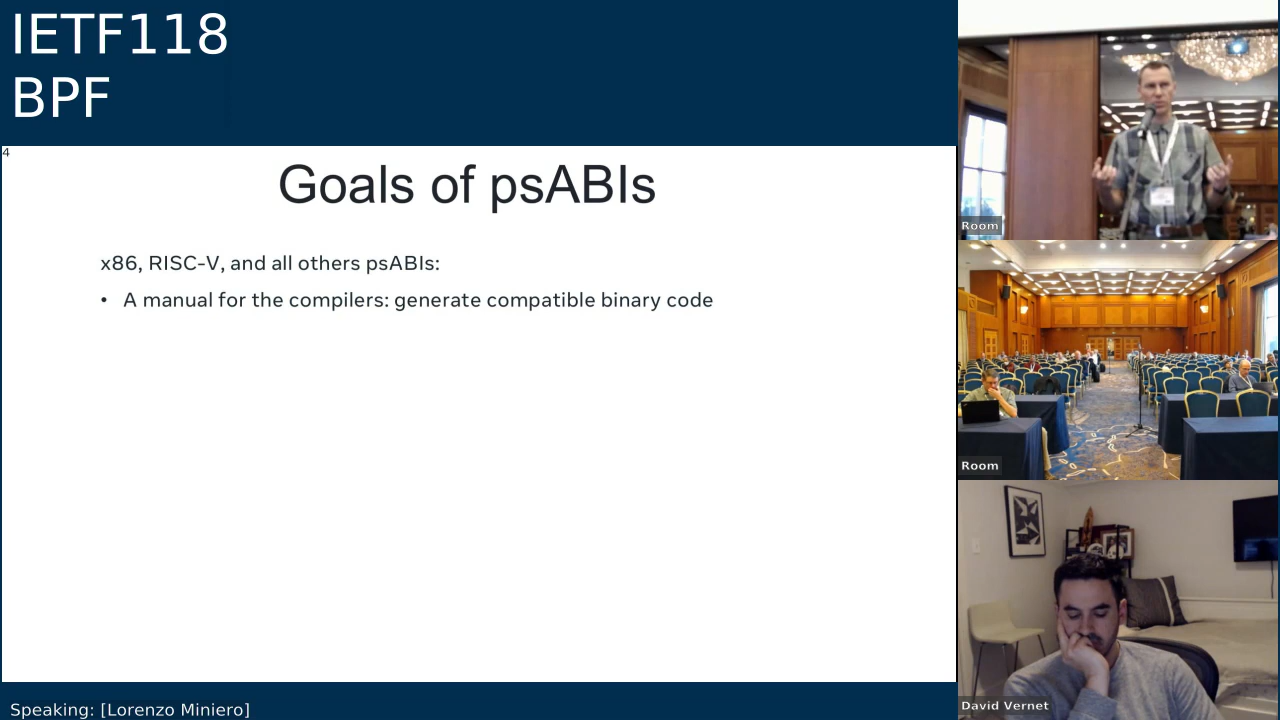 IETF118
BPF
4
Goals of psABIs
x86, RISC-V, and all others psABIs:
• A manual for the compilers: generate compatible binary code
Room
Room
David Vernet
Speaking: [Lorenzo Miniero]